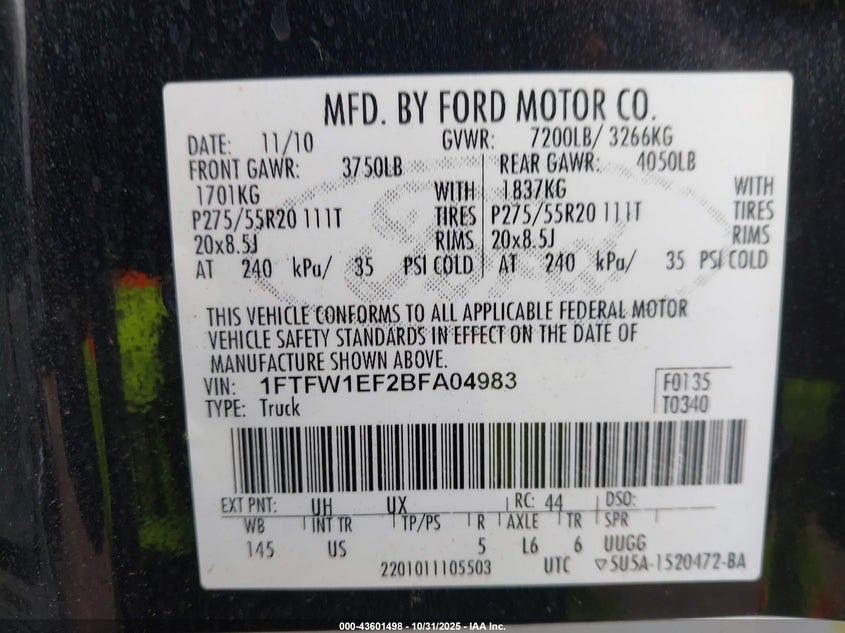 MFD. BY FORD MOTOR CO.
DATE: 11/10 GVWR: 7200LB/ 3266KG
FRONT GAWR: 3750LB REAR GAWR: 4050LB
1701KG WITH 1837KG WITH
P275/55R20 111T TIRES P275/55R20 111T TIRES
20x8.5J RIMS 20x8.5J RIMS
AT 240 kPa/ 35 PSI COLD AT 240 kPa/ 35 PSI COLD
Ford
THIS VEHICLE CONFORMS TO ALL APPLICABLE FEDERAL MOTOR
VEHICLE SAFETY STANDARDS IN EFFECT ON THE DATE OF
MANUFACTURE SHOWN ABOVE.
VIN: 1FTFW1EF2BFA04983 F0135
TYPE: Truck T0340
EXT PNT: UH UX RC: 44 DSO:
WB INT TR TP/PS R AXLE TR SPR
145 US 5 L6 6 UUGG
2201011105503 UTC ▽5U5A-1520472-BA
000-43601498 - 10/31/2025 - IAA Inc.